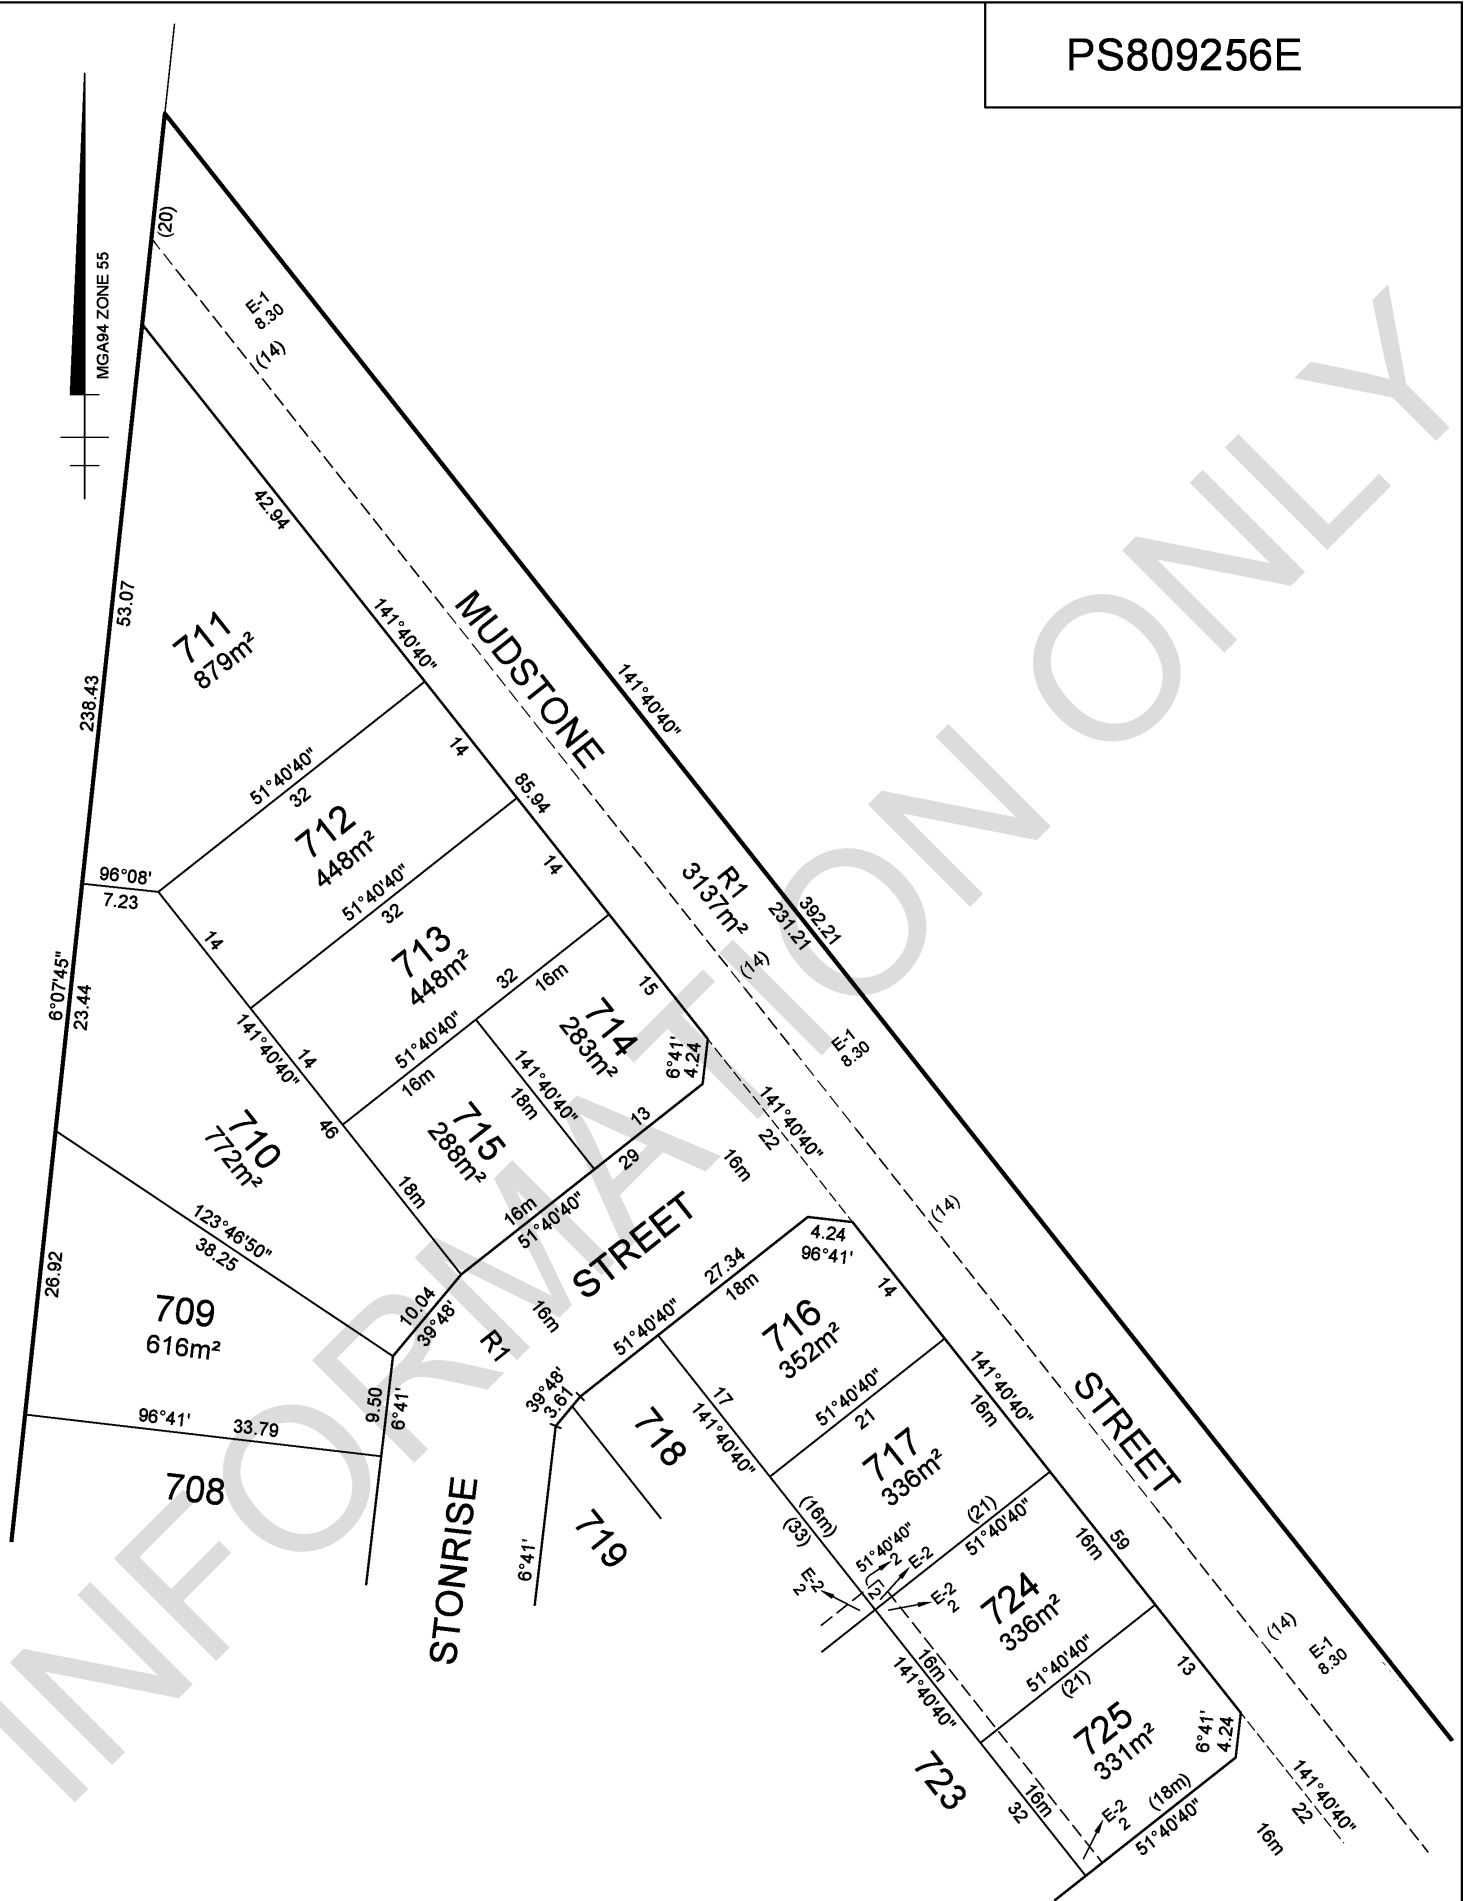 PS809256E
MGA94 ZONE 55
(20)
E-1
8.30
(14)
42.94
53.07
141°40'40"
MUDSTONE
711
879m²
238.43
141°40'40"
51°40'40"
32
14
85.94
712
448m²
96°08'
7.23
51°40'40"
32
14
R1
3137m²
231.21
392.21
14
713
448m²
(14)
6°07'45"
23.44
32
16m
15
714
283m²
51°40'40"
16m
141°40'40"
14
141°40'40"
18m
6°41'
4.24
E-1
8.30
46
710
772m²
715
288m²
13
29
141°40'40"
22
16m
18m
16m
51°40'40"
STREET
(14)
123°46'50"
38.25
26.92
4.24
96°41'
27.34
18m
14
709
616m²
10.04
39°48'
R1
16m
51°40'40"
716
352m²
9.50
6°41'
39°48'
3.61
17
141°40'40"
51°40'40"
21
141°40'40"
16m
STREET
96°41'
33.79
718
717
336m²
708
STONRISE
719
6°41'
(16m)
(33)
(21)
51°40'40"
16m
59
51°40'40"
2
E-2
2
E-2
2
E-2
2
724
336m²
(14)
E-1
8.30
16m
141°40'40"
51°40'40"
(21)
13
725
331m²
6°41'
4.24
723
16m
32
E-2
2
(18m)
51°40'40"
141°40'40"
22
16m
INFORMATION ONLY